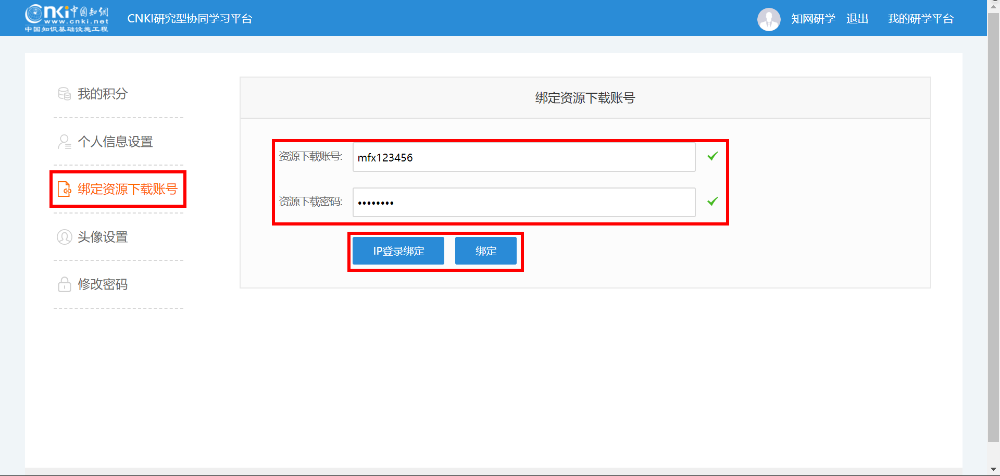 Cnki中国知网
www.cnki.net
中国知识基础设施工程
CNKI研究型协同学习平台
知网研学 退出 我的研学平台
我的积分
个人信息设置
绑定资源下载账号
头像设置
修改密码
绑定资源下载账号
资源下载账号: mfx123456
资源下载密码: ••••••••
IP登录绑定 绑定